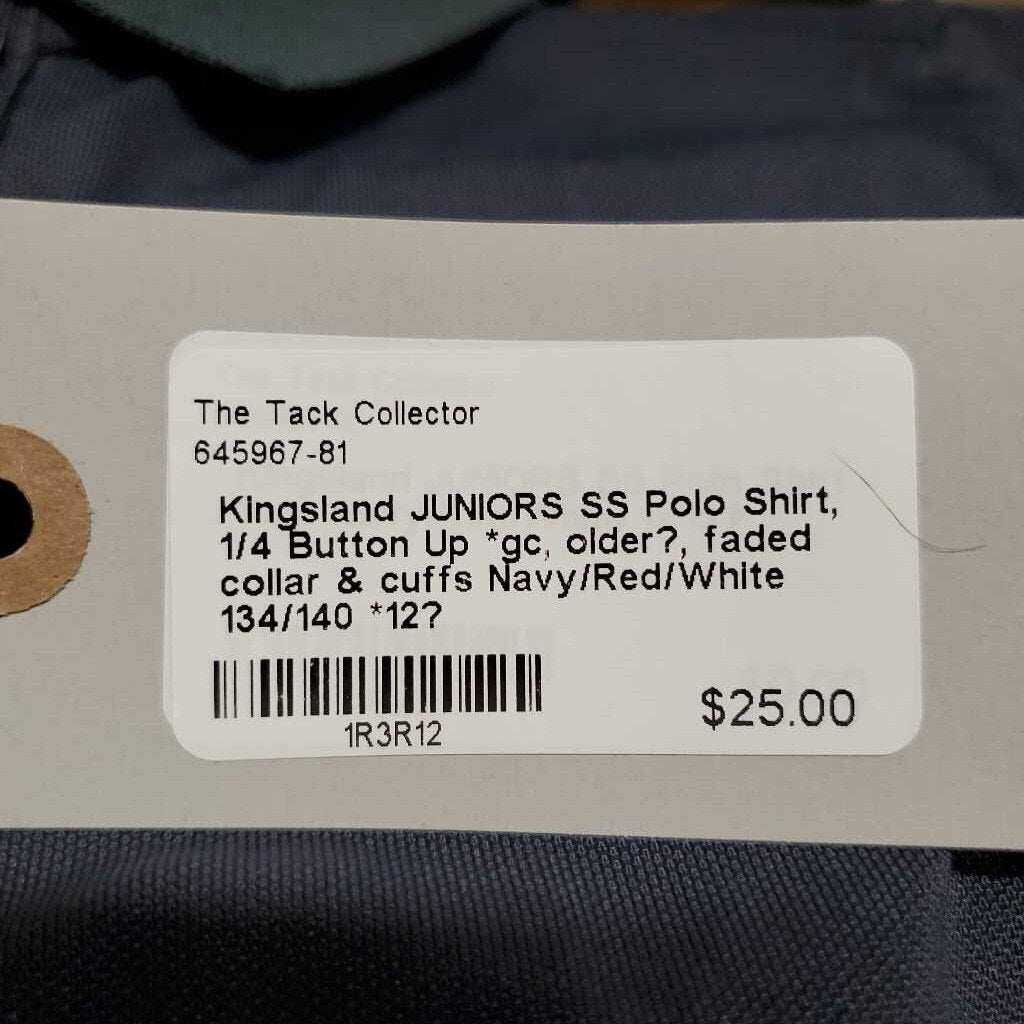 The Tack Collector
645967-81
Kingsland JUNIORS SS Polo Shirt,
1/4 Button Up *gc, older?, faded
collar & cuffs Navy/Red/White
134/140 *12?
1R3R12
$25.00